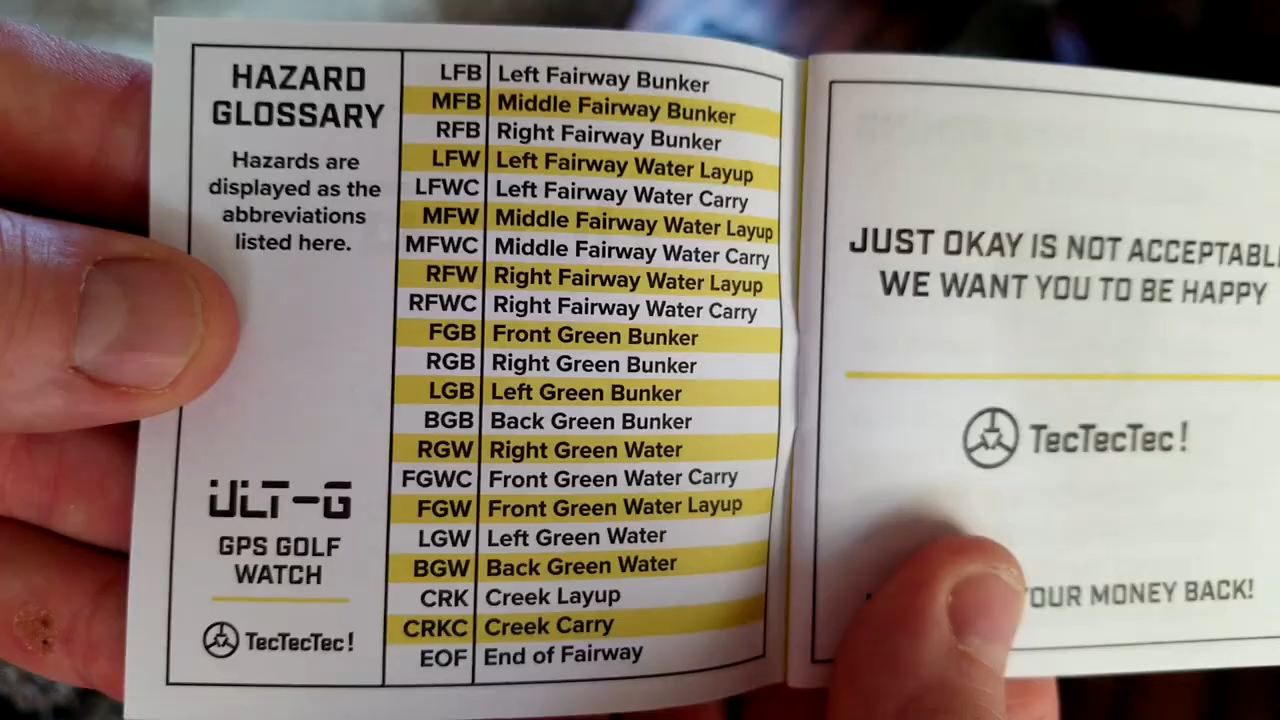 HAZARD
GLOSSARY
Hazards are
displayed as the
abbreviations
listed here.
ULT-G
GPS GOLF
WATCH
TecTecTec!
LFB Left Fairway Bunker
MFB Middle Fairway Bunker
RFB Right Fairway Bunker
LFW Left Fairway Water Layup
LFWC Left Fairway Water Carry
MFW Middle Fairway Water Layup
MFWC Middle Fairway Water Carry
RFW Right Fairway Water Layup
RFWC Right Fairway Water Carry
FGB Front Green Bunker
RGB Right Green Bunker
LGB Left Green Bunker
BGB Back Green Bunker
RGW Right Green Water
FGWC Front Green Water Carry
FGW Front Green Water Layup
LGW Left Green Water
BGW Back Green Water
CRK Creek Layup
CRKC Creek Carry
EOF End of Fairway
JUST OKAY IS NOT
WE WANT YOU TO BE HAPPY
TecTecTec!
MONEY BACK!